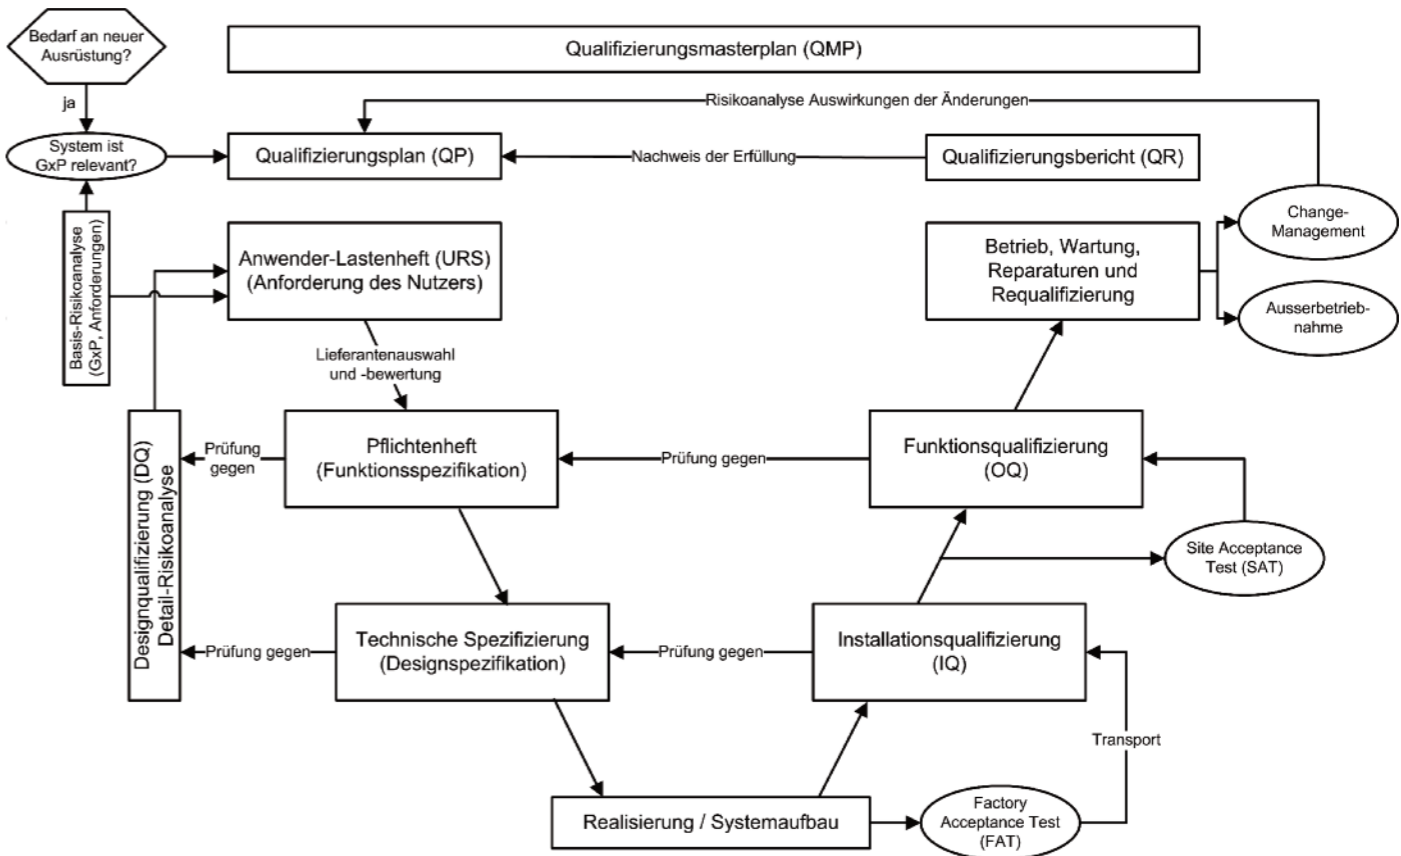 Bedarf an neuer
Ausrüstung?
Qualifizierungsmasterplan (QMP)
ja
Risikoanalyse Auswirkungen der Änderungen
System ist
GxP relevant?
Qualifizierungsplan (QP)
Nachweis der Erfüllung
Qualifizierungsbericht (QR)
Basis-Risikoanalyse
(GxP, Anforderungen)
Anwender-Lastenheft (URS)
(Anforderung des Nutzers)
Betrieb, Wartung,
Reparaturen und
Requalifizierung
Change-
Management
Ausserbetrieb-
nahme
Lieferantenauswahl
und -bewertung
Designqualifizierung (DQ)
Detail-Risikoanalyse
Prüfung
gegen
Pflichtenheft
(Funktionsspezifikation)
Prüfung gegen
Funktionsqualifizierung
(OQ)
Site Acceptance
Test (SAT)
Prüfung gegen
Technische Spezifizierung
(Designspezifikation)
Prüfung gegen
Installationsqualifizierung
(IQ)
Transport
Realisierung / Systemaufbau
Factory
Acceptance Test
(FAT)